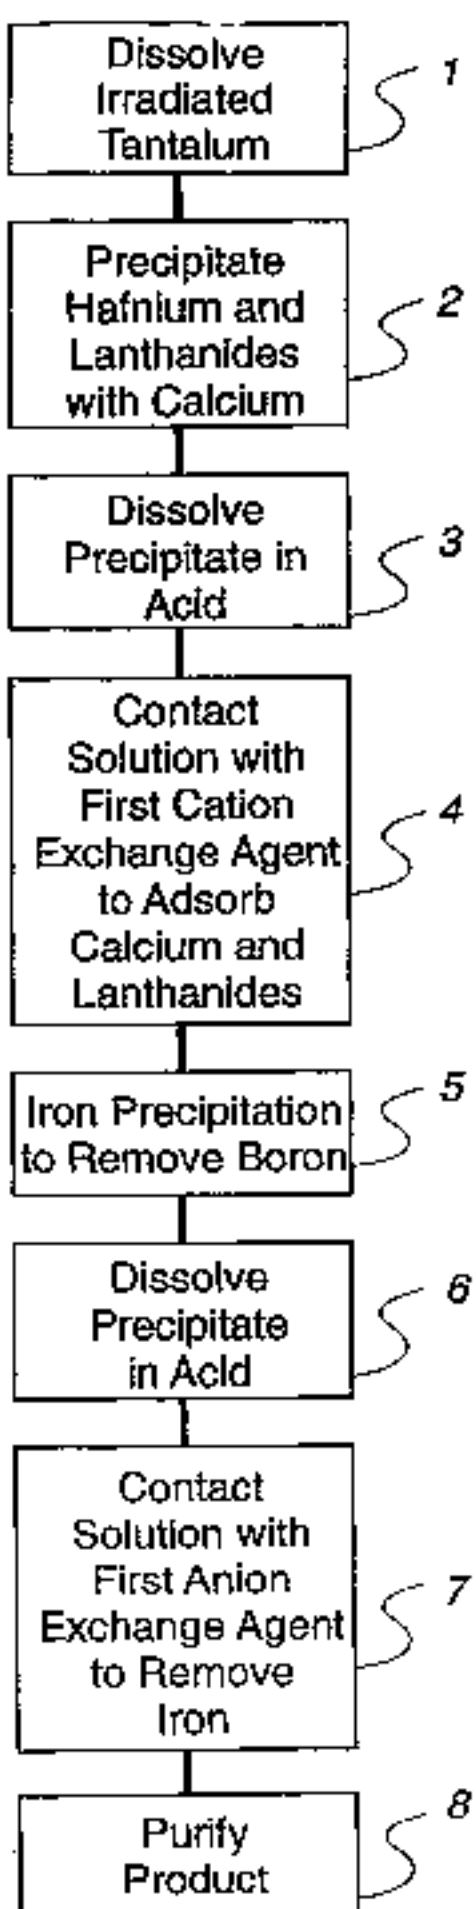 Dissolve
Irradiated
Tantalum
1
Precipitate
Hafnium and
Lanthanides
with Calcium
2
Dissolve
Precipitate in
Acid
3
Contact
Solution with
First Cation
Exchange Agent
to Adsorb
Calcium and
Lanthanides
4
Iron Precipitation
to Remove Boron
5
Dissolve
Precipitate
in Acid
6
Contact
Solution with
First Anion
Exchange Agent
to Remove
Iron
7
Purify
Product
8